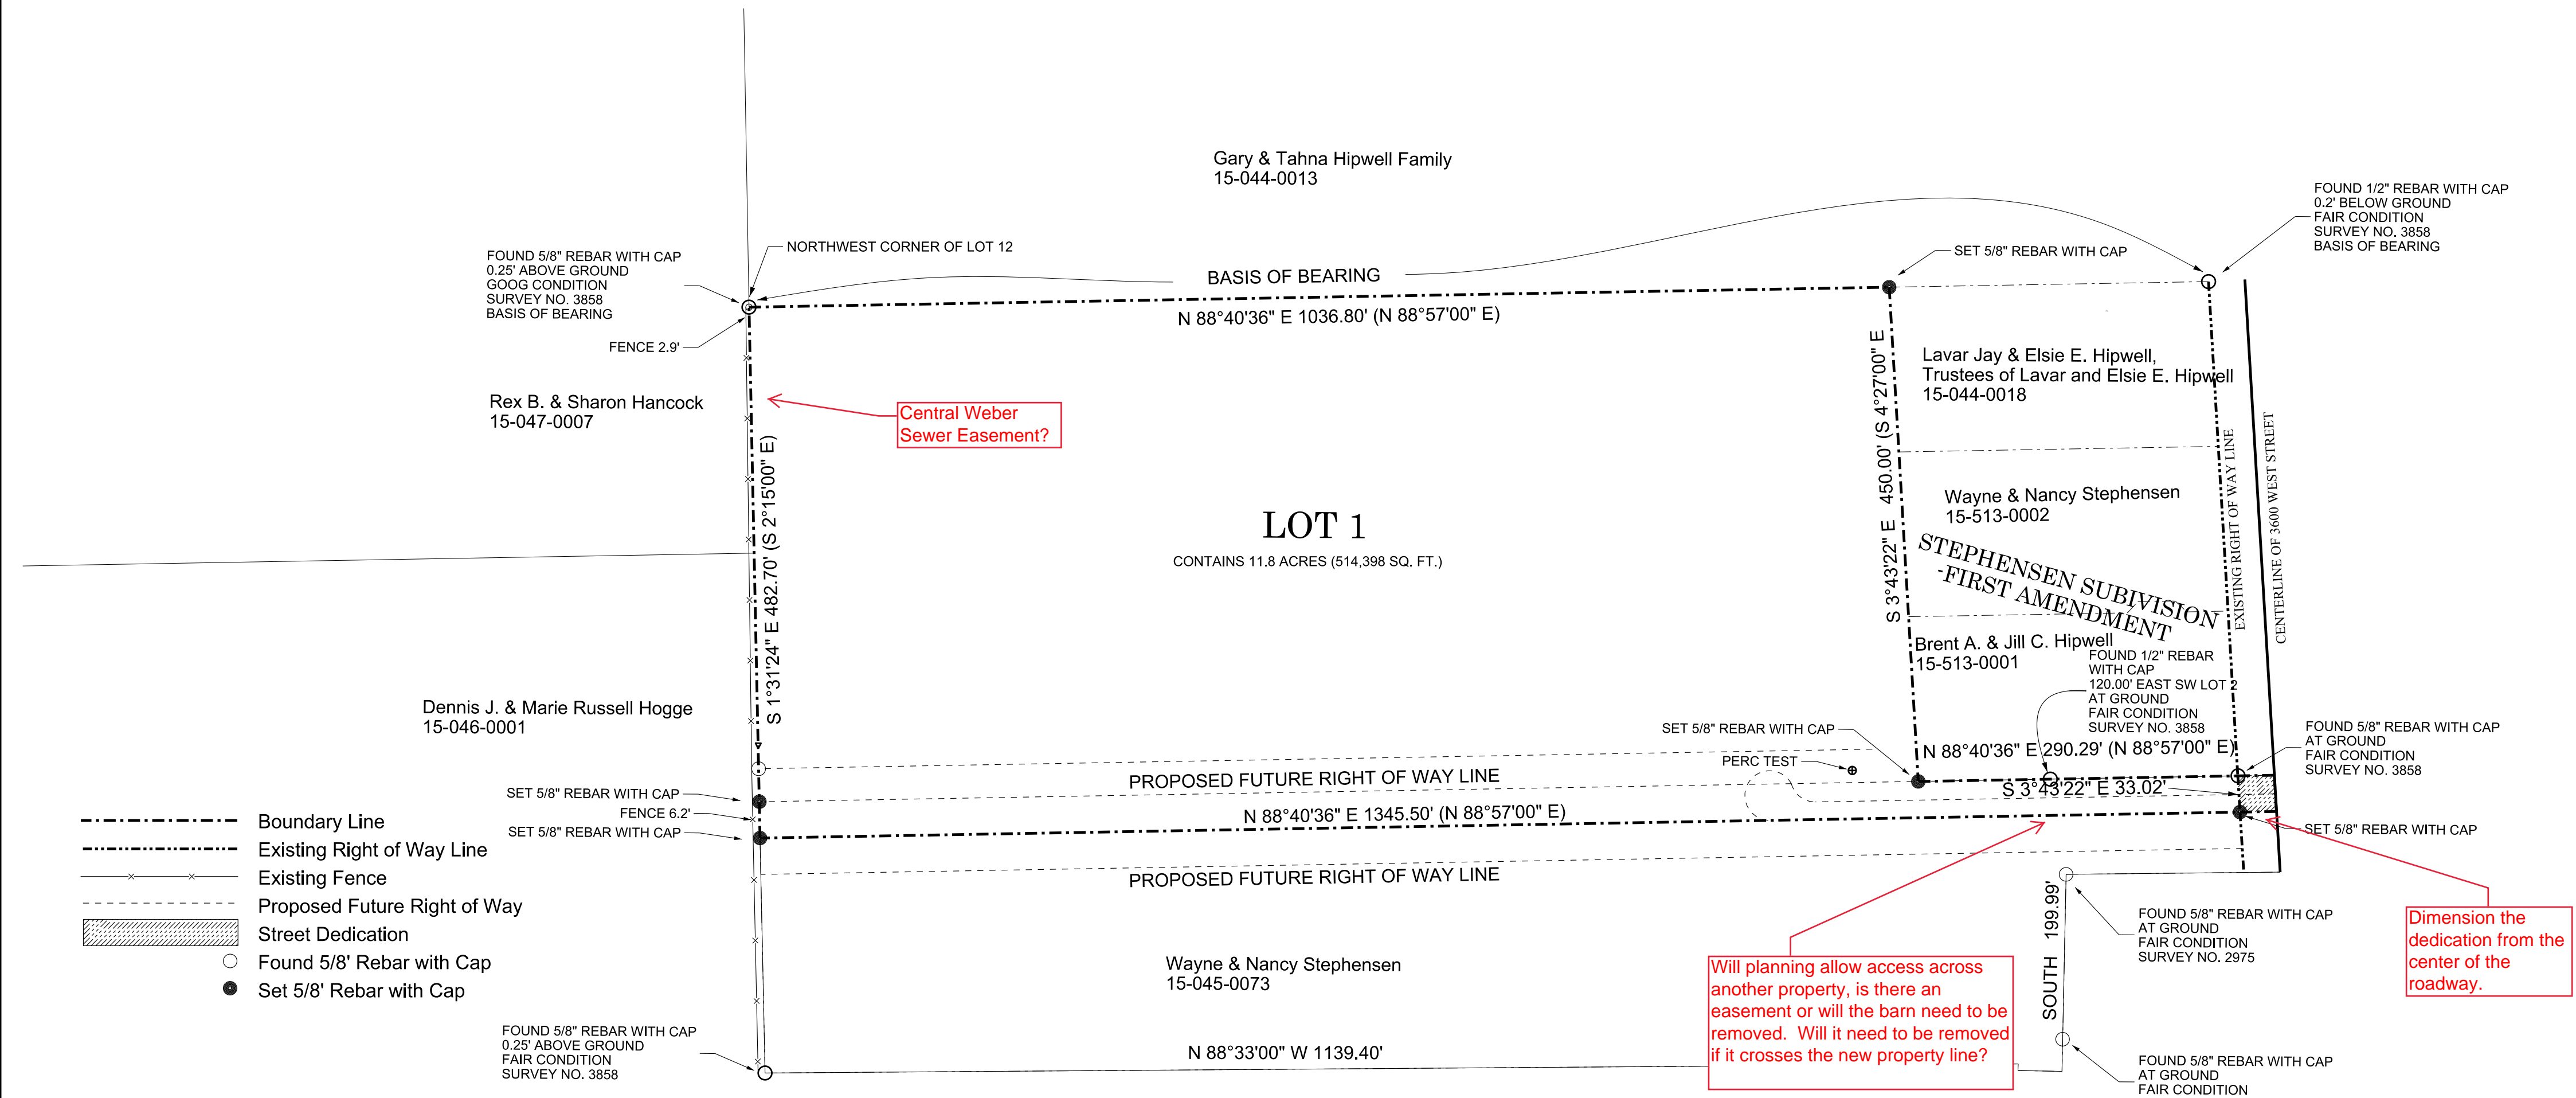 Gary & Tahna Hipwell Family
15-044-0013
FOUND 1/2" REBAR WITH CAP
0.2' BELOW GROUND
FAIR CONDITION
SURVEY NO. 3858
BASIS OF BEARING
NORTHWEST CORNER OF LOT 12
SET 5/8" REBAR WITH CAP
FOUND 5/8" REBAR WITH CAP
0.25' ABOVE GROUND
GOOG CONDITION
SURVEY NO. 3858
BASIS OF BEARING
BASIS OF BEARING
N 88°40'36" E 1036.80' (N 88°57'00" E)
FENCE 2.9'
Rex B. & Sharon Hancock
15-047-0007
Central Weber
Sewer Easement?
S 1°31'24" E 482.70' (S 2°15'00" E)
LOT 1
CONTAINS 11.8 ACRES (514,398 SQ. FT.)
S 3°43'22" E 450.00' (S 4°27'00" E
Lavar Jay & Elsie E. Hipwell,
Trustees of Lavar and Elsie E. Hipwell
15-044-0018
Wayne & Nancy Stephensen
15-513-0002
STEPHENSEN SUBIVISION
-FIRST AMENDMENT
EXISTING RIGHT OF WAY LINE
CENTERLINE OF 3600 WEST STREET
Brent A. & Jill C. Hipwell
15-513-0001
FOUND 1/2" REBAR
WITH CAP
120.00' EAST SW LOT 2
AT GROUND
FAIR CONDITION
SURVEY NO. 3858
Dennis J. & Marie Russell Hogge
15-046-0001
SET 5/8" REBAR WITH CAP
N 88°40'36" E 290.29' (N 88°57'00" E)
FOUND 5/8" REBAR WITH CAP
AT GROUND
FAIR CONDITION
SURVEY NO. 3858
PERC TEST
PROPOSED FUTURE RIGHT OF WAY LINE
S 3°43'22" E 33.02'
SET 5/8" REBAR WITH CAP
FENCE 6.2'
SET 5/8" REBAR WITH CAP
N 88°40'36" E 1345.50' (N 88°57'00" E)
SET 5/8" REBAR WITH CAP
PROPOSED FUTURE RIGHT OF WAY LINE
Boundary Line
Existing Right of Way Line
Existing Fence
Proposed Future Right of Way
Street Dedication
Found 5/8' Rebar with Cap
Set 5/8' Rebar with Cap
SOUTH 199.99'
FOUND 5/8" REBAR WITH CAP
AT GROUND
FAIR CONDITION
SURVEY NO. 2975
Dimension the
dedication from the
center of the
roadway.
Wayne & Nancy Stephensen
15-045-0073
Will planning allow access across
another property, is there an
easement or will the barn need to be
removed. Will it need to be removed
if it crosses the new property line?
FOUND 5/8" REBAR WITH CAP
0.25' ABOVE GROUND
FAIR CONDITION
SURVEY NO. 3858
N 88°33'00" W 1139.40'
FOUND 5/8" REBAR WITH CAP
AT GROUND
FAIR CONDITION